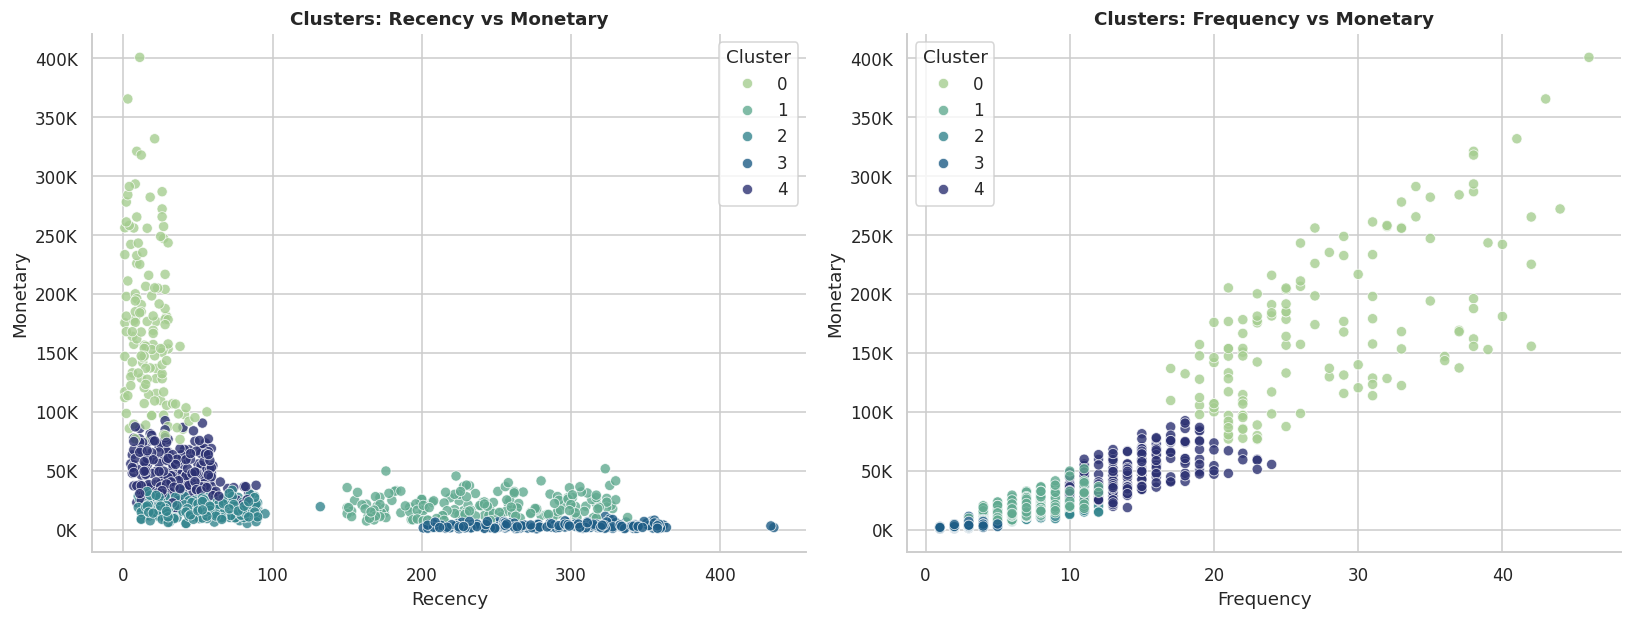 Clusters: Recency vs Monetary
400K
350K
300K
250K
200K
150K
100K
50K
0K
Monetary
0
100
200
300
400
Recency
Cluster
0
1
2
3
4
Clusters: Frequency vs Monetary
400K
350K
300K
250K
200K
150K
100K
50K
0K
Monetary
0
10
20
30
40
Frequency
Cluster
0
1
2
3
4